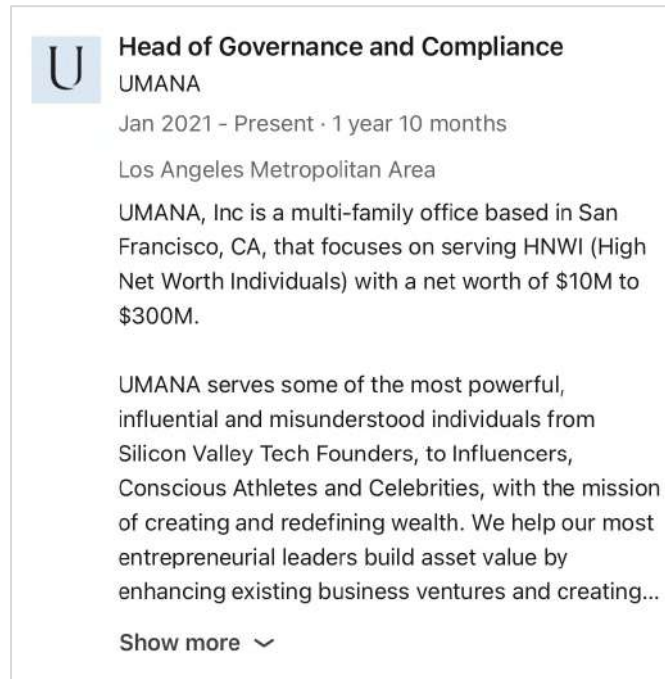 U
Head of Governance and Compliance
UMANA
Jan 2021 - Present · 1 year 10 months
Los Angeles Metropolitan Area
UMANA, Inc is a multi-family office based in San
Francisco, CA, that focuses on serving HNWI (High
Net Worth Individuals) with a net worth of $10M to
$300M.
UMANA serves some of the most powerful,
influential and misunderstood individuals from
Silicon Valley Tech Founders, to Influencers,
Conscious Athletes and Celebrities, with the mission
of creating and redefining wealth. We help our most
entrepreneurial leaders build asset value by
enhancing existing business ventures and creating...
Show more